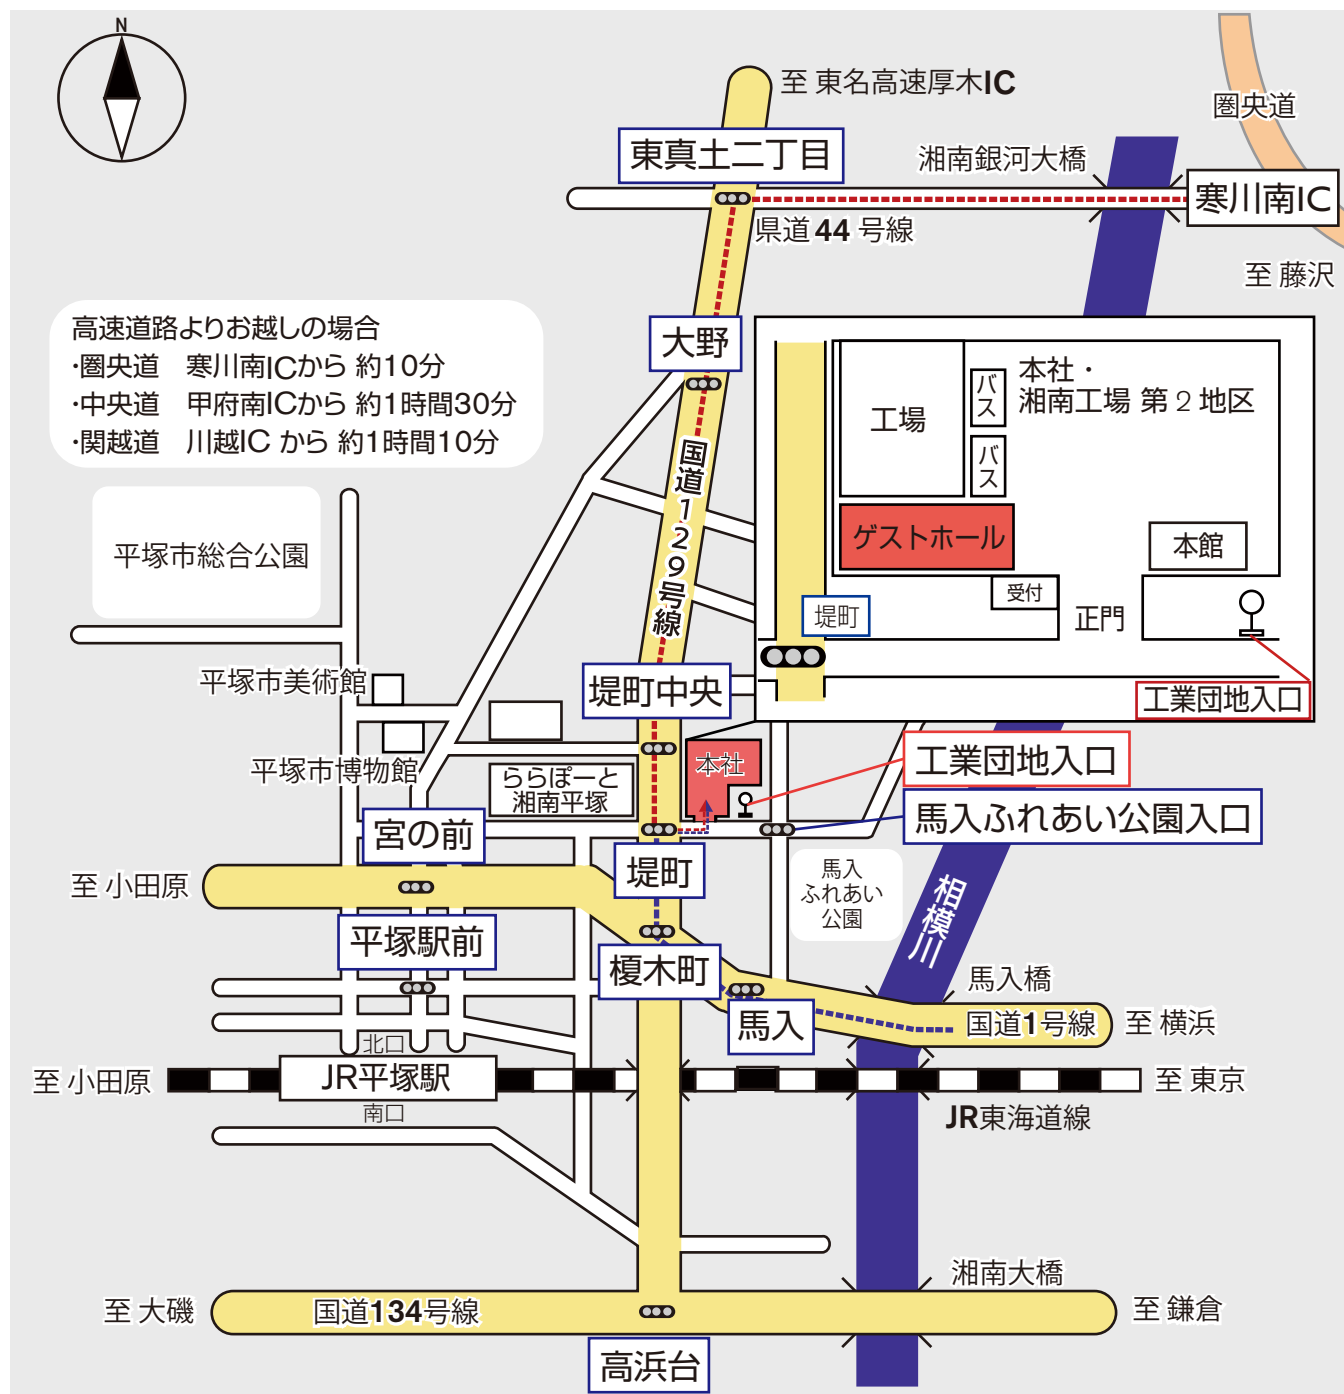 N
至 東名高速厚木IC
圏央道
東真土二丁目
湘南銀河大橋
寒川南IC
県道44 号線
至 藤沢
高速道路よりお越しの場合
·圏央道 寒川南ICから 約10分
·中央道 甲府南ICから 約1時間30分
·関越道 川越IC から 約1時間10分
大野
国道129号線
工場
バス
バス
本社・
湘南工場 第２地区
ゲストホール
本館
受付
正門
堤町
工業団地入口
平塚市総合公園
平塚市美術館
平塚市博物館
堤町中央
本社
ららぽーと
湘南平塚
工業団地入口
馬入ふれあい公園入口
宮の前
堤町
馬入
ふれあい
公園
相模川
至 小田原
平塚駅前
榎木町
馬入
馬入橋
国道1号線
至 横浜
北口
JR平塚駅
南口
至 小田原
至 東京
JR東海道線
湘南大橋
至 大磯
国道134号線
至 鎌倉
高浜台